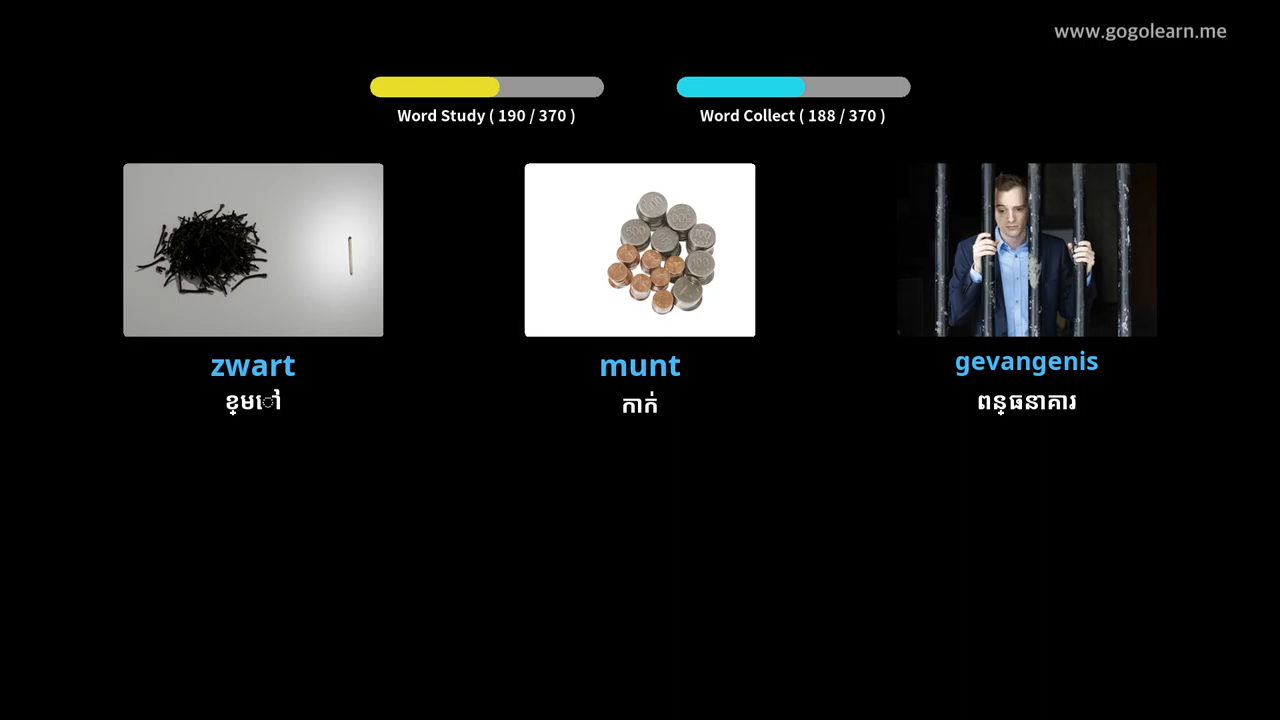 www.gogolearn.me
Word Study ( 190 / 370 )
Word Collect ( 188 / 370 )
zwart
ខ្មៅ
munt
កាក់
gevangenis
ពន្ធនាគារ